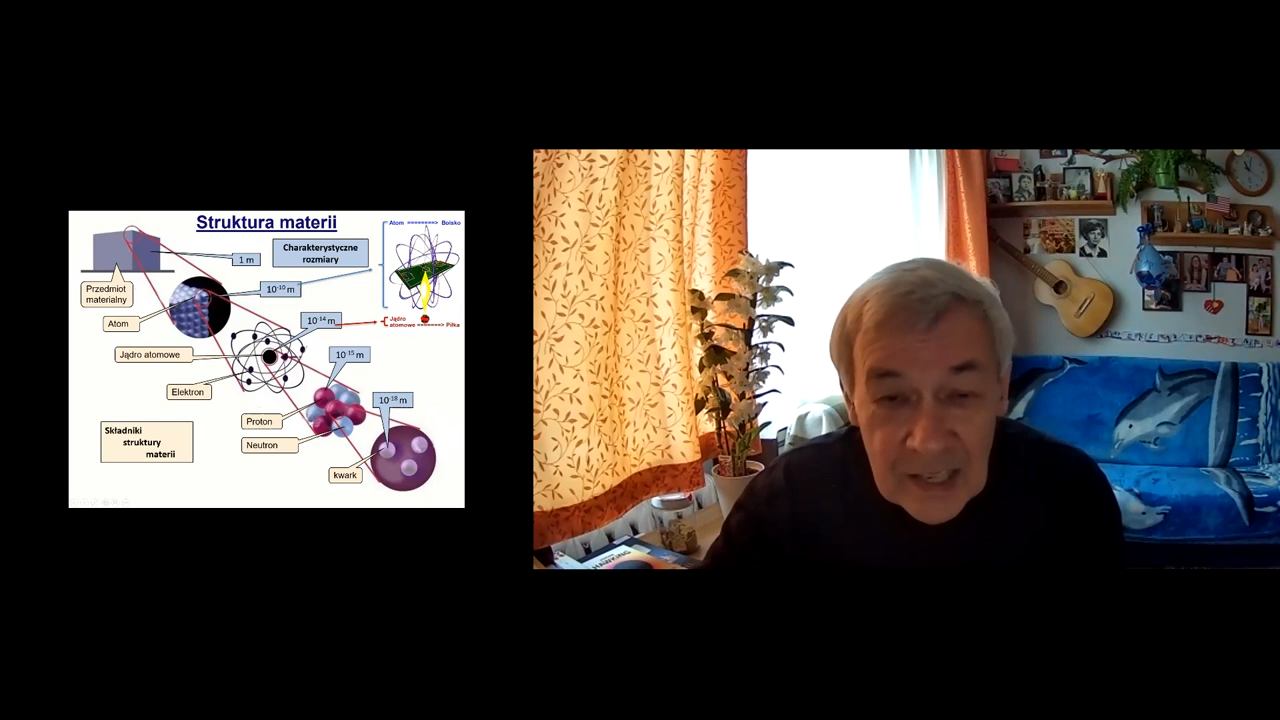 Struktura materii
Atom ========> Boisko
Charakterystyczne
rozmiary
1 m
Przedmiot
materialny
10⁻¹⁰ m
Atom
10⁻¹⁴ m
Jądro
atomowe =======> Piłka
Jądro atomowe
10⁻¹⁵ m
Elektron
10⁻¹⁸ m
Proton
Składniki
struktury
materii
Neutron
kwark
HAWKING